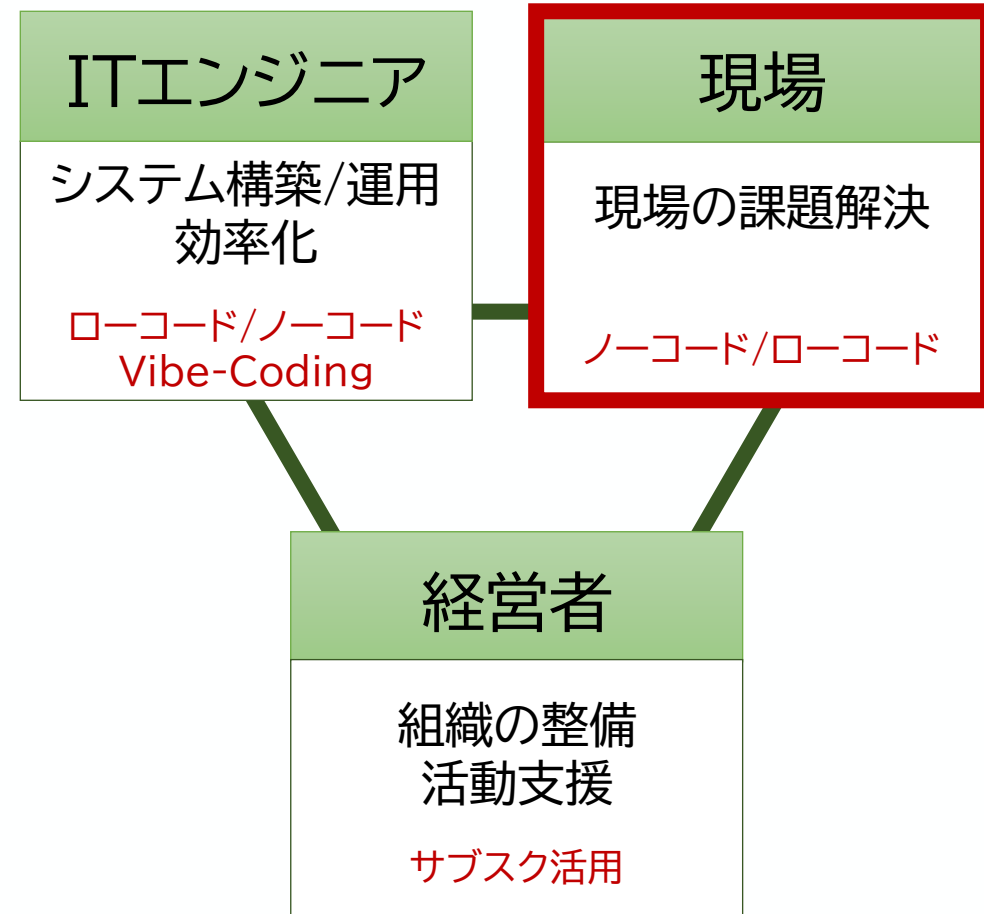 ITエンジニア
システム構築/運用
効率化
ローコード/ノーコード
Vibe-Coding
現場
現場の課題解決
ノーコード/ローコード
経営者
組織の整備
活動支援
サブスク活用